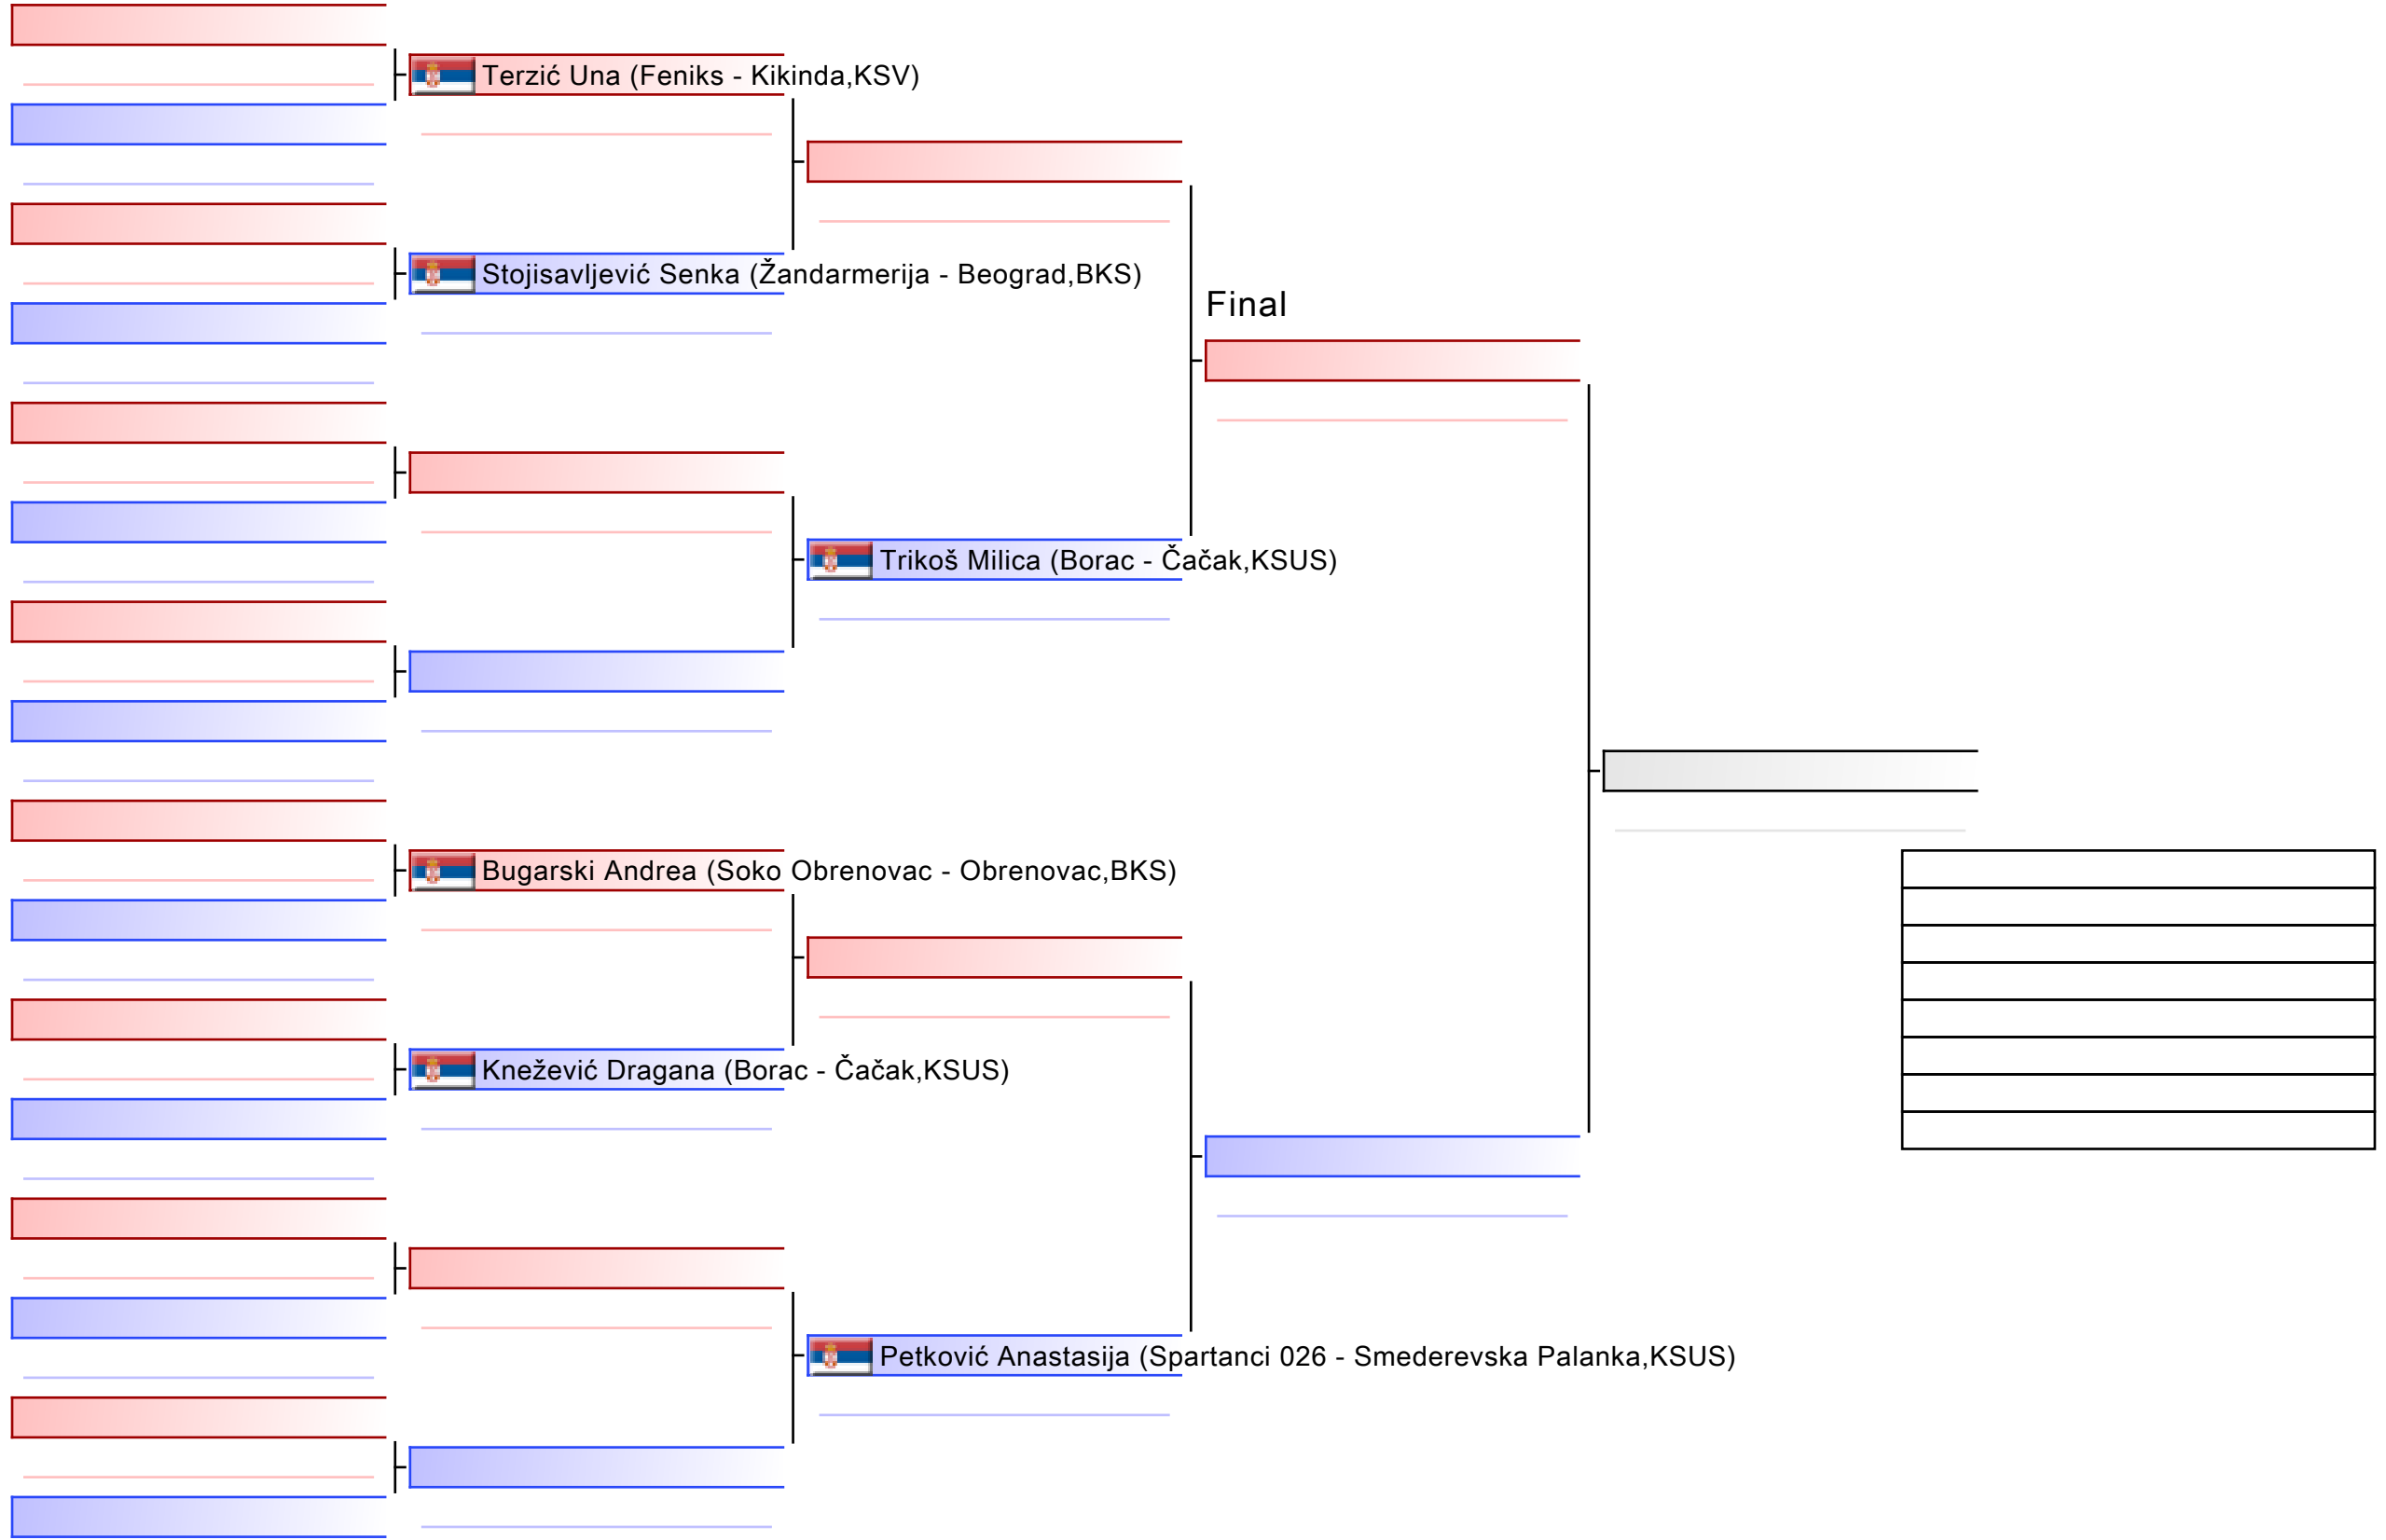 Terzić Una (Feniks - Kikinda,KSV)
Stojisavljević Senka (Žandarmerija - Beograd,BKS)
Final
Trikoš Milica (Borac - Čačak,KSUS)
Bugarski Andrea (Soko Obrenovac - Obrenovac,BKS)
Knežević Dragana (Borac - Čačak,KSUS)
Petković Anastasija (Spartanci 026 - Smederevska Palanka,KSUS)